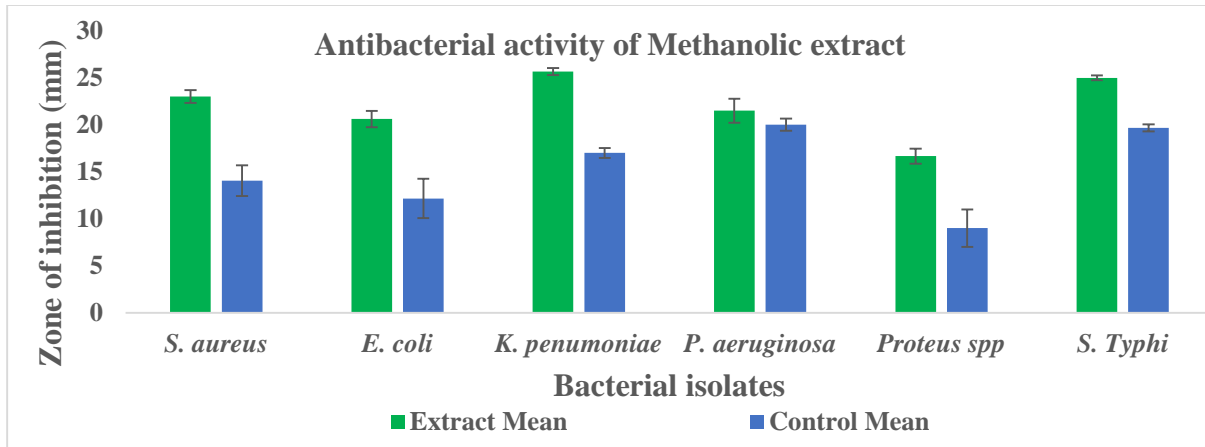 Antibacterial activity of Methanolic extract
Zone of inhibition (mm)
30
25
20
15
10
5
0
S. aureus E. coli K. penumoniae P. aeruginosa Proteus spp S. Typhi
Bacterial isolates
Extract Mean Control Mean